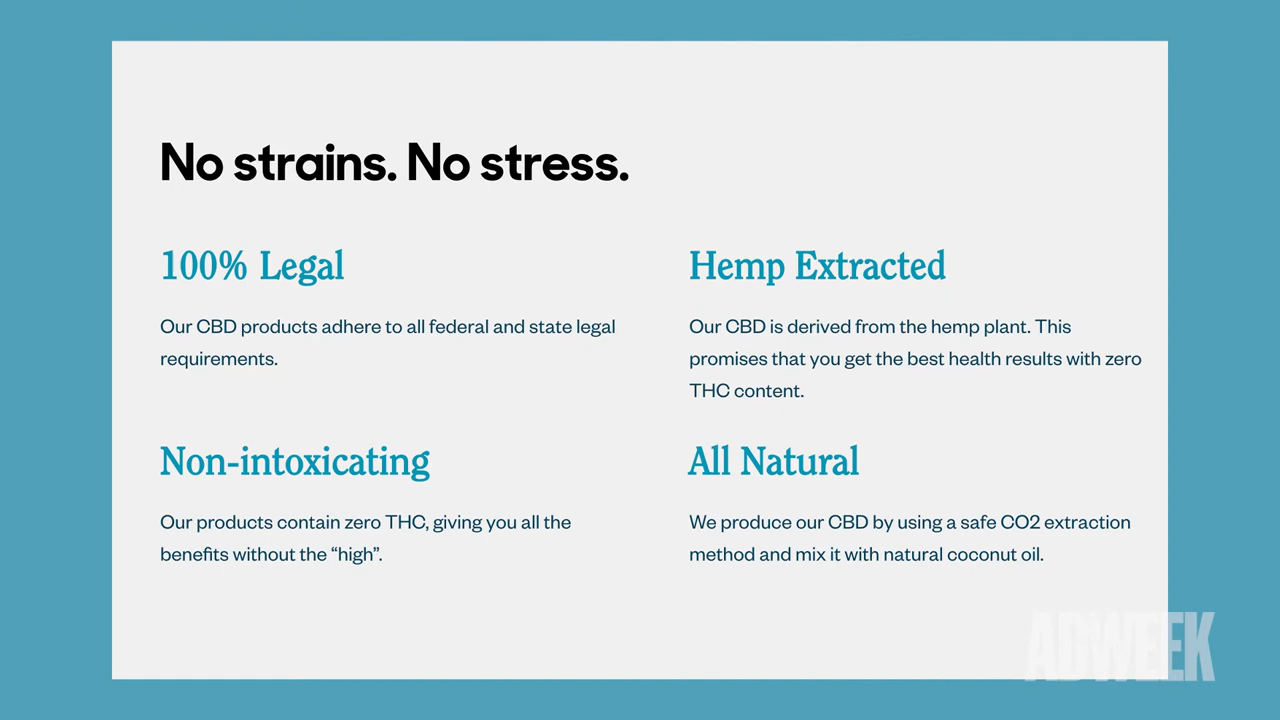 No strains. No stress.
100% Legal
Our CBD products adhere to all federal and state legal
requirements.
Hemp Extracted
Our CBD is derived from the hemp plant. This
promises that you get the best health results with zero
THC content.
Non-intoxicating
Our products contain zero THC, giving you all the
benefits without the “high”.
All Natural
We produce our CBD by using a safe CO2 extraction
method and mix it with natural coconut oil.
ADWEEK